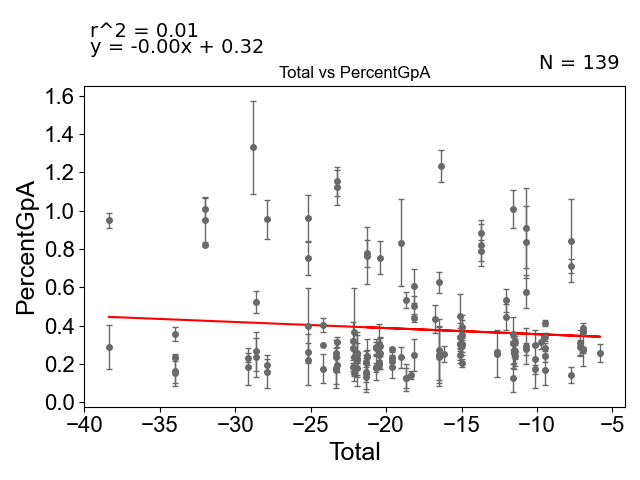 r^2 = 0.01
y = -0.00x + 0.32
N = 139
Total vs PercentGpA
1.6
1.4
1.2
1.0
0.8
0.6
0.4
0.2
0.0
PercentGpA
−40 −35 −30 −25 −20 −15 −10 −5
Total